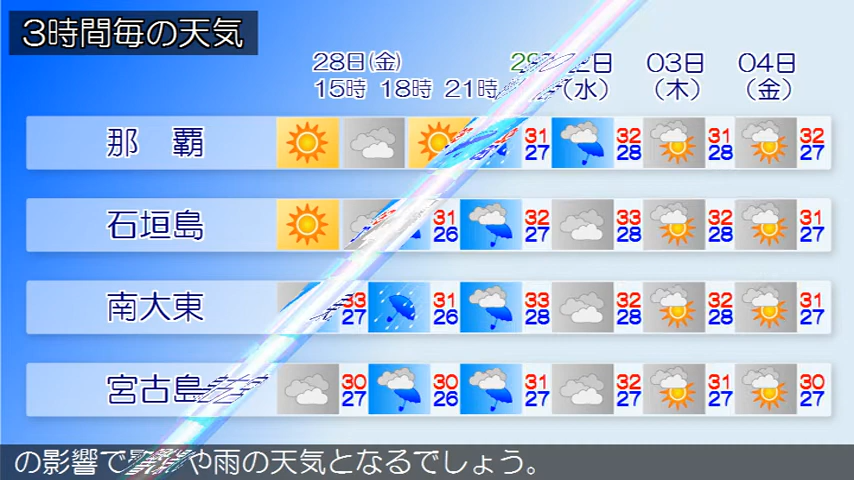 3時間毎の天気
28日(金) 03日 04日
15時 18時 21時 (水) (木) (金)
那覇 31 27 32 28 31 28 32 27
石垣島 31 26 32 27 33 28 32 28 31 27
南大東 33 27 31 26 33 28 32 28 32 28 31 27
宮古島 30 27 30 26 31 27 32 27 31 27 30 27
の影響で や雨の天気となるでしょう。